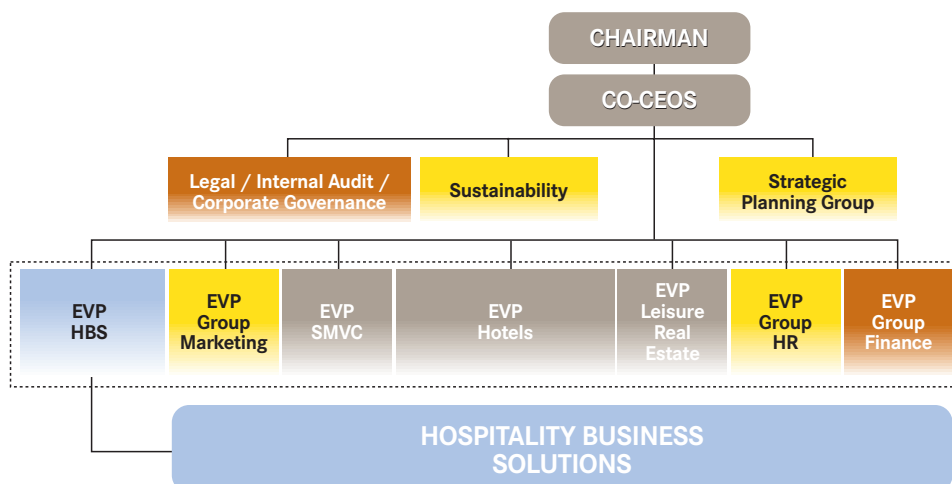 CHAIRMAN
CO-CEOS
Legal / Internal Audit /
Corporate Governance
Sustainability
Strategic
Planning Group
EVP
HBS
EVP
Group
Marketing
EVP
SMVC
EVP
Hotels
EVP
Leisure
Real
Estate
EVP
Group
HR
EVP
Group
Finance
HOSPITALITY BUSINESS
SOLUTIONS